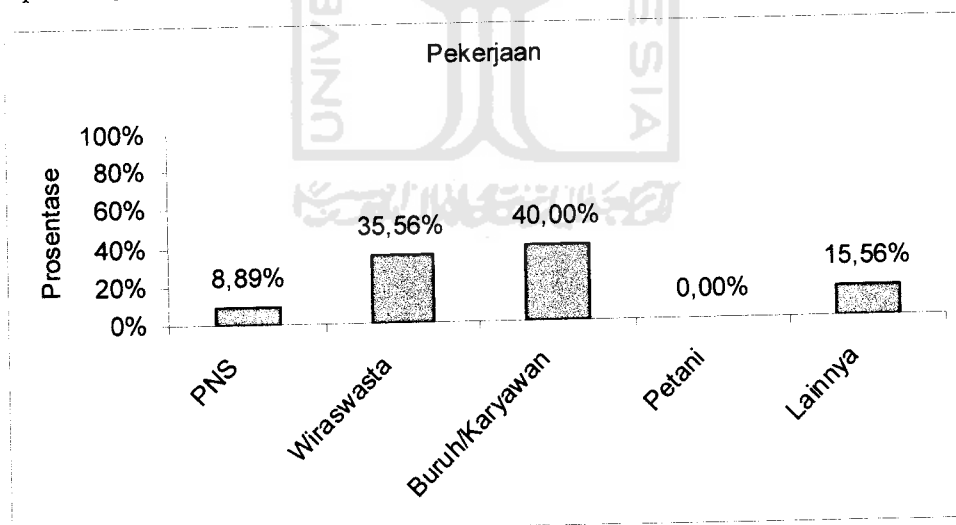 Pekerjaan
Prosentase
100%
80%
60%
40%
20%
0%
8,89%
35,56%
40,00%
0,00%
15,56%
PNS
Wiraswasta
Buruh/Karyawan
Petani
Lainnya